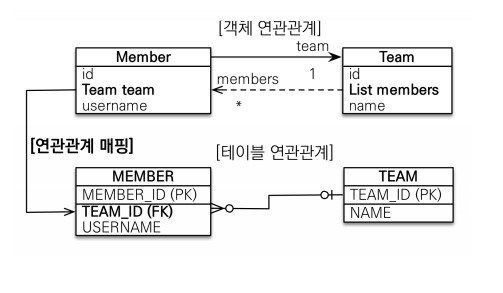 [객체 연관관계]
team
Member
Team
id
Team team
username
members
1
*
id
List members
name
[연관관계 매핑]
[테이블 연관관계]
MEMBER
MEMBER_ID (PK)
TEAM_ID (FK)
USERNAME
TEAM
TEAM_ID (PK)
NAME